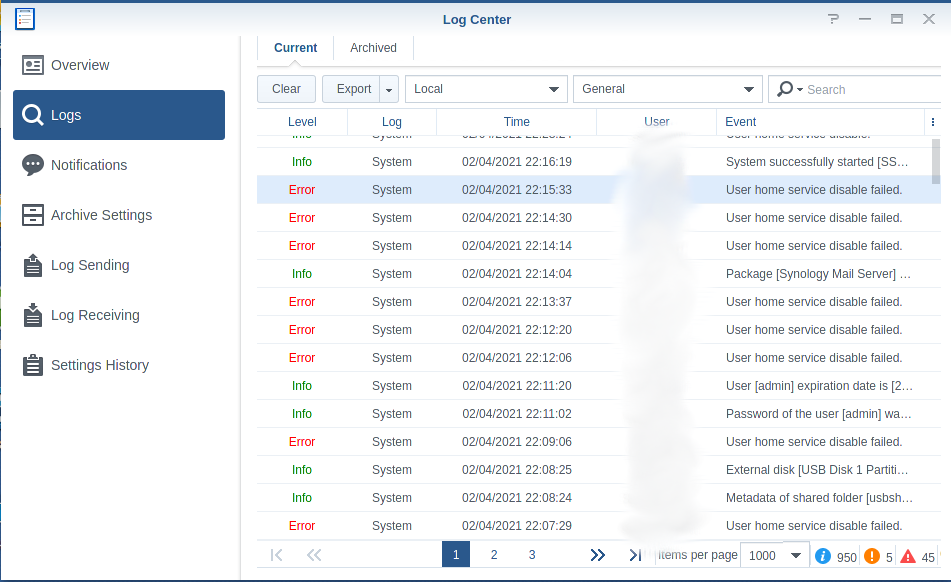 Log Center
Overview
Logs
Notifications
Archive Settings
Log Sending
Log Receiving
Settings History
Current Archived
Clear Export Local General Search
Level Log Time User Event
Info System 02/04/2021 User home service disable.
Info System 02/04/2021 22:16:19 System successfully started [SS...
Error System 02/04/2021 22:15:33 User home service disable failed.
Error System 02/04/2021 22:14:30 User home service disable failed.
Error System 02/04/2021 22:14:14 User home service disable failed.
Info System 02/04/2021 22:14:04 Package [Synology Mail Server] ...
Error System 02/04/2021 22:13:37 User home service disable failed.
Error System 02/04/2021 22:12:20 User home service disable failed.
Error System 02/04/2021 22:12:06 User home service disable failed.
Info System 02/04/2021 22:11:20 User [admin] expiration date is [2...
Info System 02/04/2021 22:11:02 Password of the user [admin] wa...
Error System 02/04/2021 22:09:06 User home service disable failed.
Info System 02/04/2021 22:08:25 External disk [USB Disk 1 Partiti...
Info System 02/04/2021 22:08:24 Metadata of shared folder [usbsh...
Error System 02/04/2021 22:07:29 User home service disable failed.
1 2 3 Items per page 1000 950 5 45